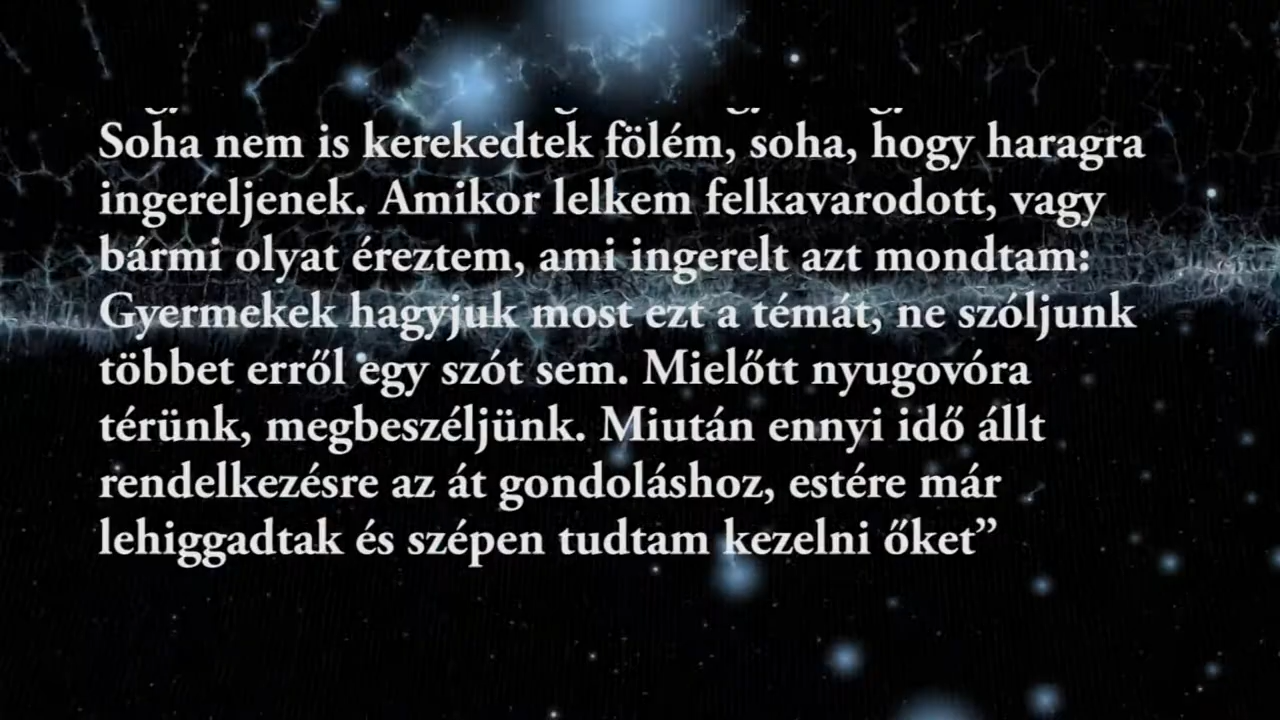 Soha nem is kerekedtek fölém, soha, hogy haragra
ingereljenek. Amikor lelkem felkavarodott, vagy
bármi olyat éreztem, ami ingerelt azt mondtam:
Gyermekek hagyjuk most ezt a témát, ne szóljunk
többet erről egy szót sem. Mielőtt nyugovóra
térünk, megbeszéljünk. Miután ennyi idő állt
rendelkezésre az át gondoláshoz, estére már
lehiggadtak és szépen tudtam kezelni őket”